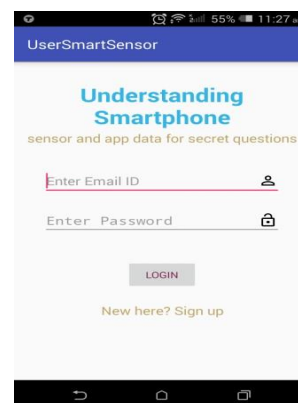 55% 11:27
UserSmartSensor
Understanding
Smartphone
sensor and app data for secret questions
Enter Email ID
Enter Password
LOGIN
New here? Sign up